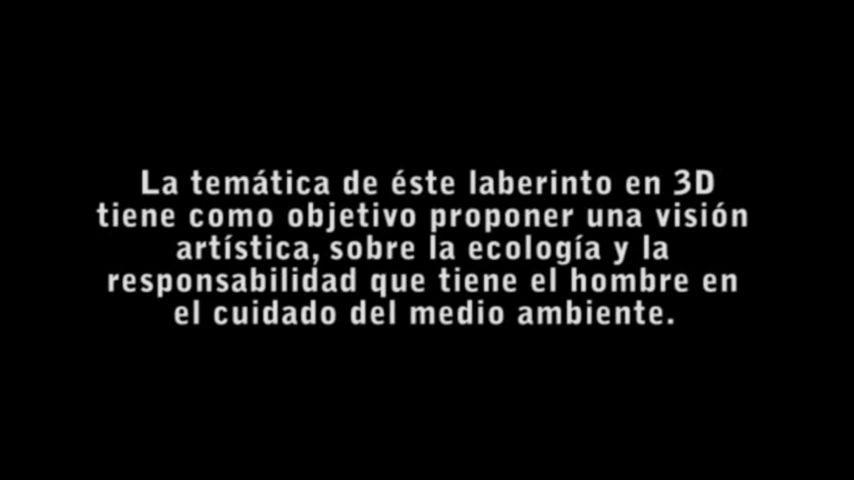 La temática de éste laberinto en 3D
tiene como objetivo proponer una visión
artística, sobre la ecología y la
responsabilidad que tiene el hombre en
el cuidado del medio ambiente.